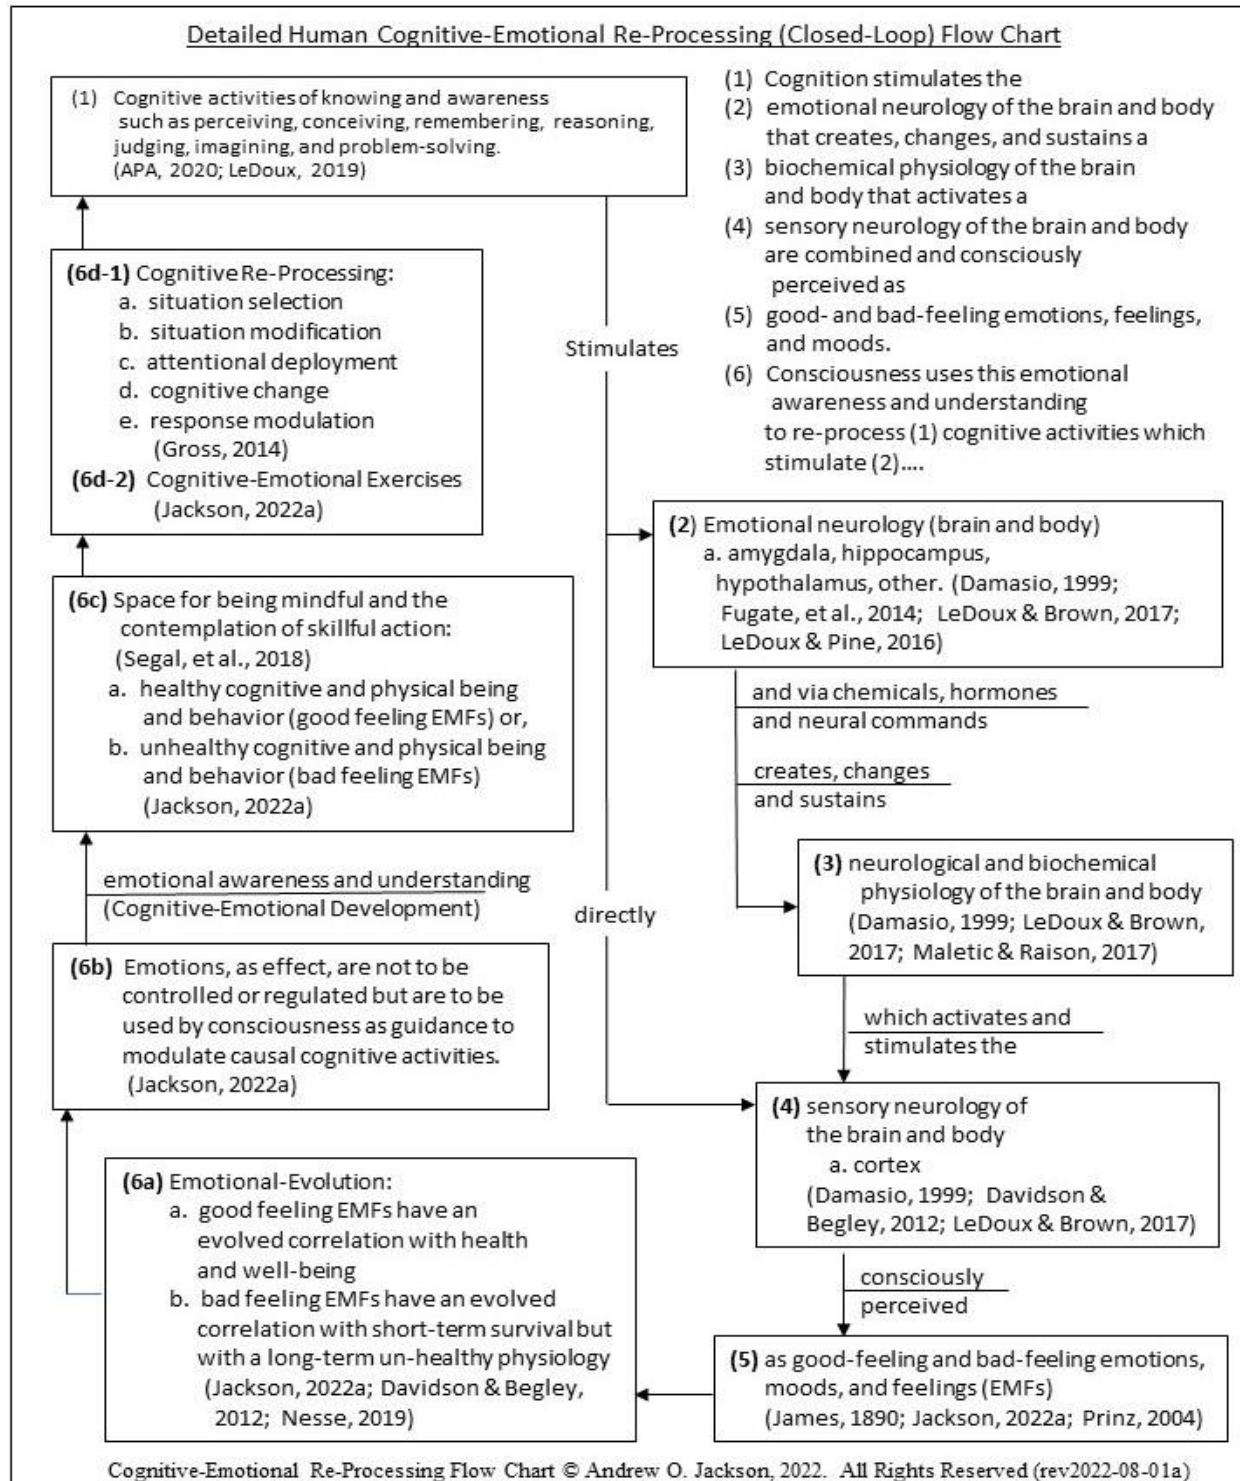 Detailed Human Cognitive-Emotional Re-Processing (Closed-Loop) Flow Chart
(1) Cognitive activities of knowing and awareness
such as perceiving, conceiving, remembering, reasoning,
judging, imagining, and problem-solving.
(APA, 2020; LeDoux, 2019)
(1) Cognition stimulates the
(2) emotional neurology of the brain and body
that creates, changes, and sustains a
(3) biochemical physiology of the brain
and body that activates a
(4) sensory neurology of the brain and body
are combined and consciously
perceived as
(5) good- and bad-feeling emotions, feelings,
and moods.
(6) Consciousness uses this emotional
awareness and understanding
to re-process (1) cognitive activities which
stimulate (2)....
(6d-1) Cognitive Re-Processing:
a. situation selection
b. situation modification
c. attentional deployment
d. cognitive change
e. response modulation
(Gross, 2014)
(6d-2) Cognitive-Emotional Exercises
(Jackson, 2022a)
Stimulates
(2) Emotional neurology (brain and body)
a. amygdala, hippocampus,
hypothalamus, other. (Damasio, 1999;
Fugate, et al., 2014; LeDoux & Brown, 2017;
LeDoux & Pine, 2016)
(6c) Space for being mindful and the
contemplation of skillful action:
(Segal, et al., 2018)
a. healthy cognitive and physical being
and behavior (good feeling EMFs) or,
b. unhealthy cognitive and physical being
and behavior (bad feeling EMFs)
(Jackson, 2022a)
and via chemicals, hormones
and neural commands
creates, changes
and sustains
(3) neurological and biochemical
physiology of the brain and body
(Damasio, 1999; LeDoux & Brown,
2017; Maletic & Raison, 2017)
emotional awareness and understanding
(Cognitive-Emotional Development)
directly
(6b) Emotions, as effect, are not to be
controlled or regulated but are to be
used by consciousness as guidance to
modulate causal cognitive activities.
(Jackson, 2022a)
which activates and
stimulates the
(4) sensory neurology of
the brain and body
a. cortex
(Damasio, 1999; Davidson &
Begley, 2012; LeDoux & Brown, 2017)
(6a) Emotional-Evolution:
a. good feeling EMFs have an
evolved correlation with health
and well-being
b. bad feeling EMFs have an evolved
correlation with short-term survival but
with a long-term un-healthy physiology
(Jackson, 2022a; Davidson & Begley,
2012; Nesse, 2019)
consciously
perceived
(5) as good-feeling and bad-feeling emotions,
moods, and feelings (EMFs)
(James, 1890; Jackson, 2022a; Prinz, 2004)
Cognitive-Emotional Re-Processing Flow Chart © Andrew O. Jackson, 2022. All Rights Reserved (rev2022-08-01a)